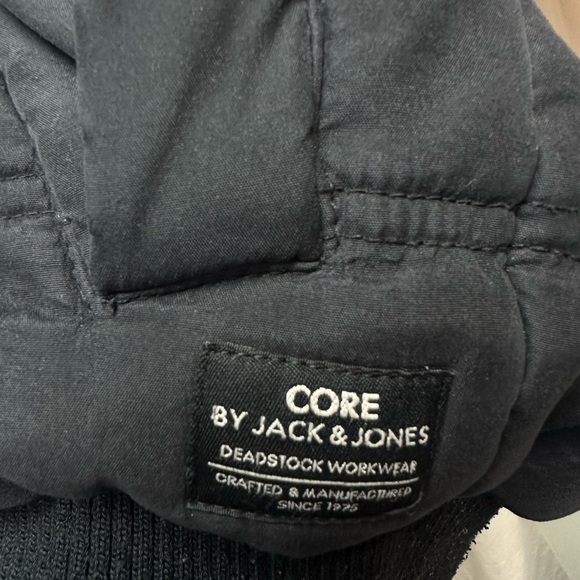 CORE
BY JACK & JONES
DEADSTOCK WORKWEAR
CRAFTED & MANUFACTURED
SINCE 1975